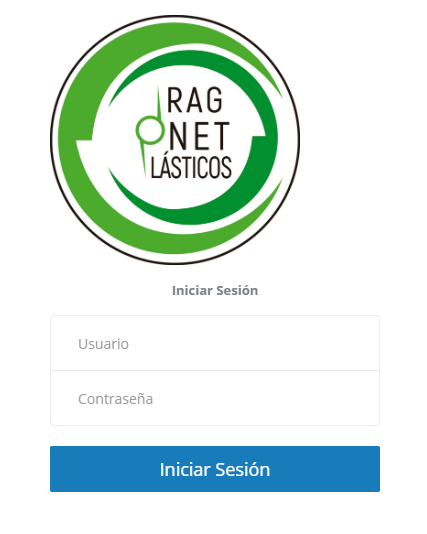 RAG
NET
LÁSTICOS
Iniciar Sesión
Usuario
Contraseña
Iniciar Sesión